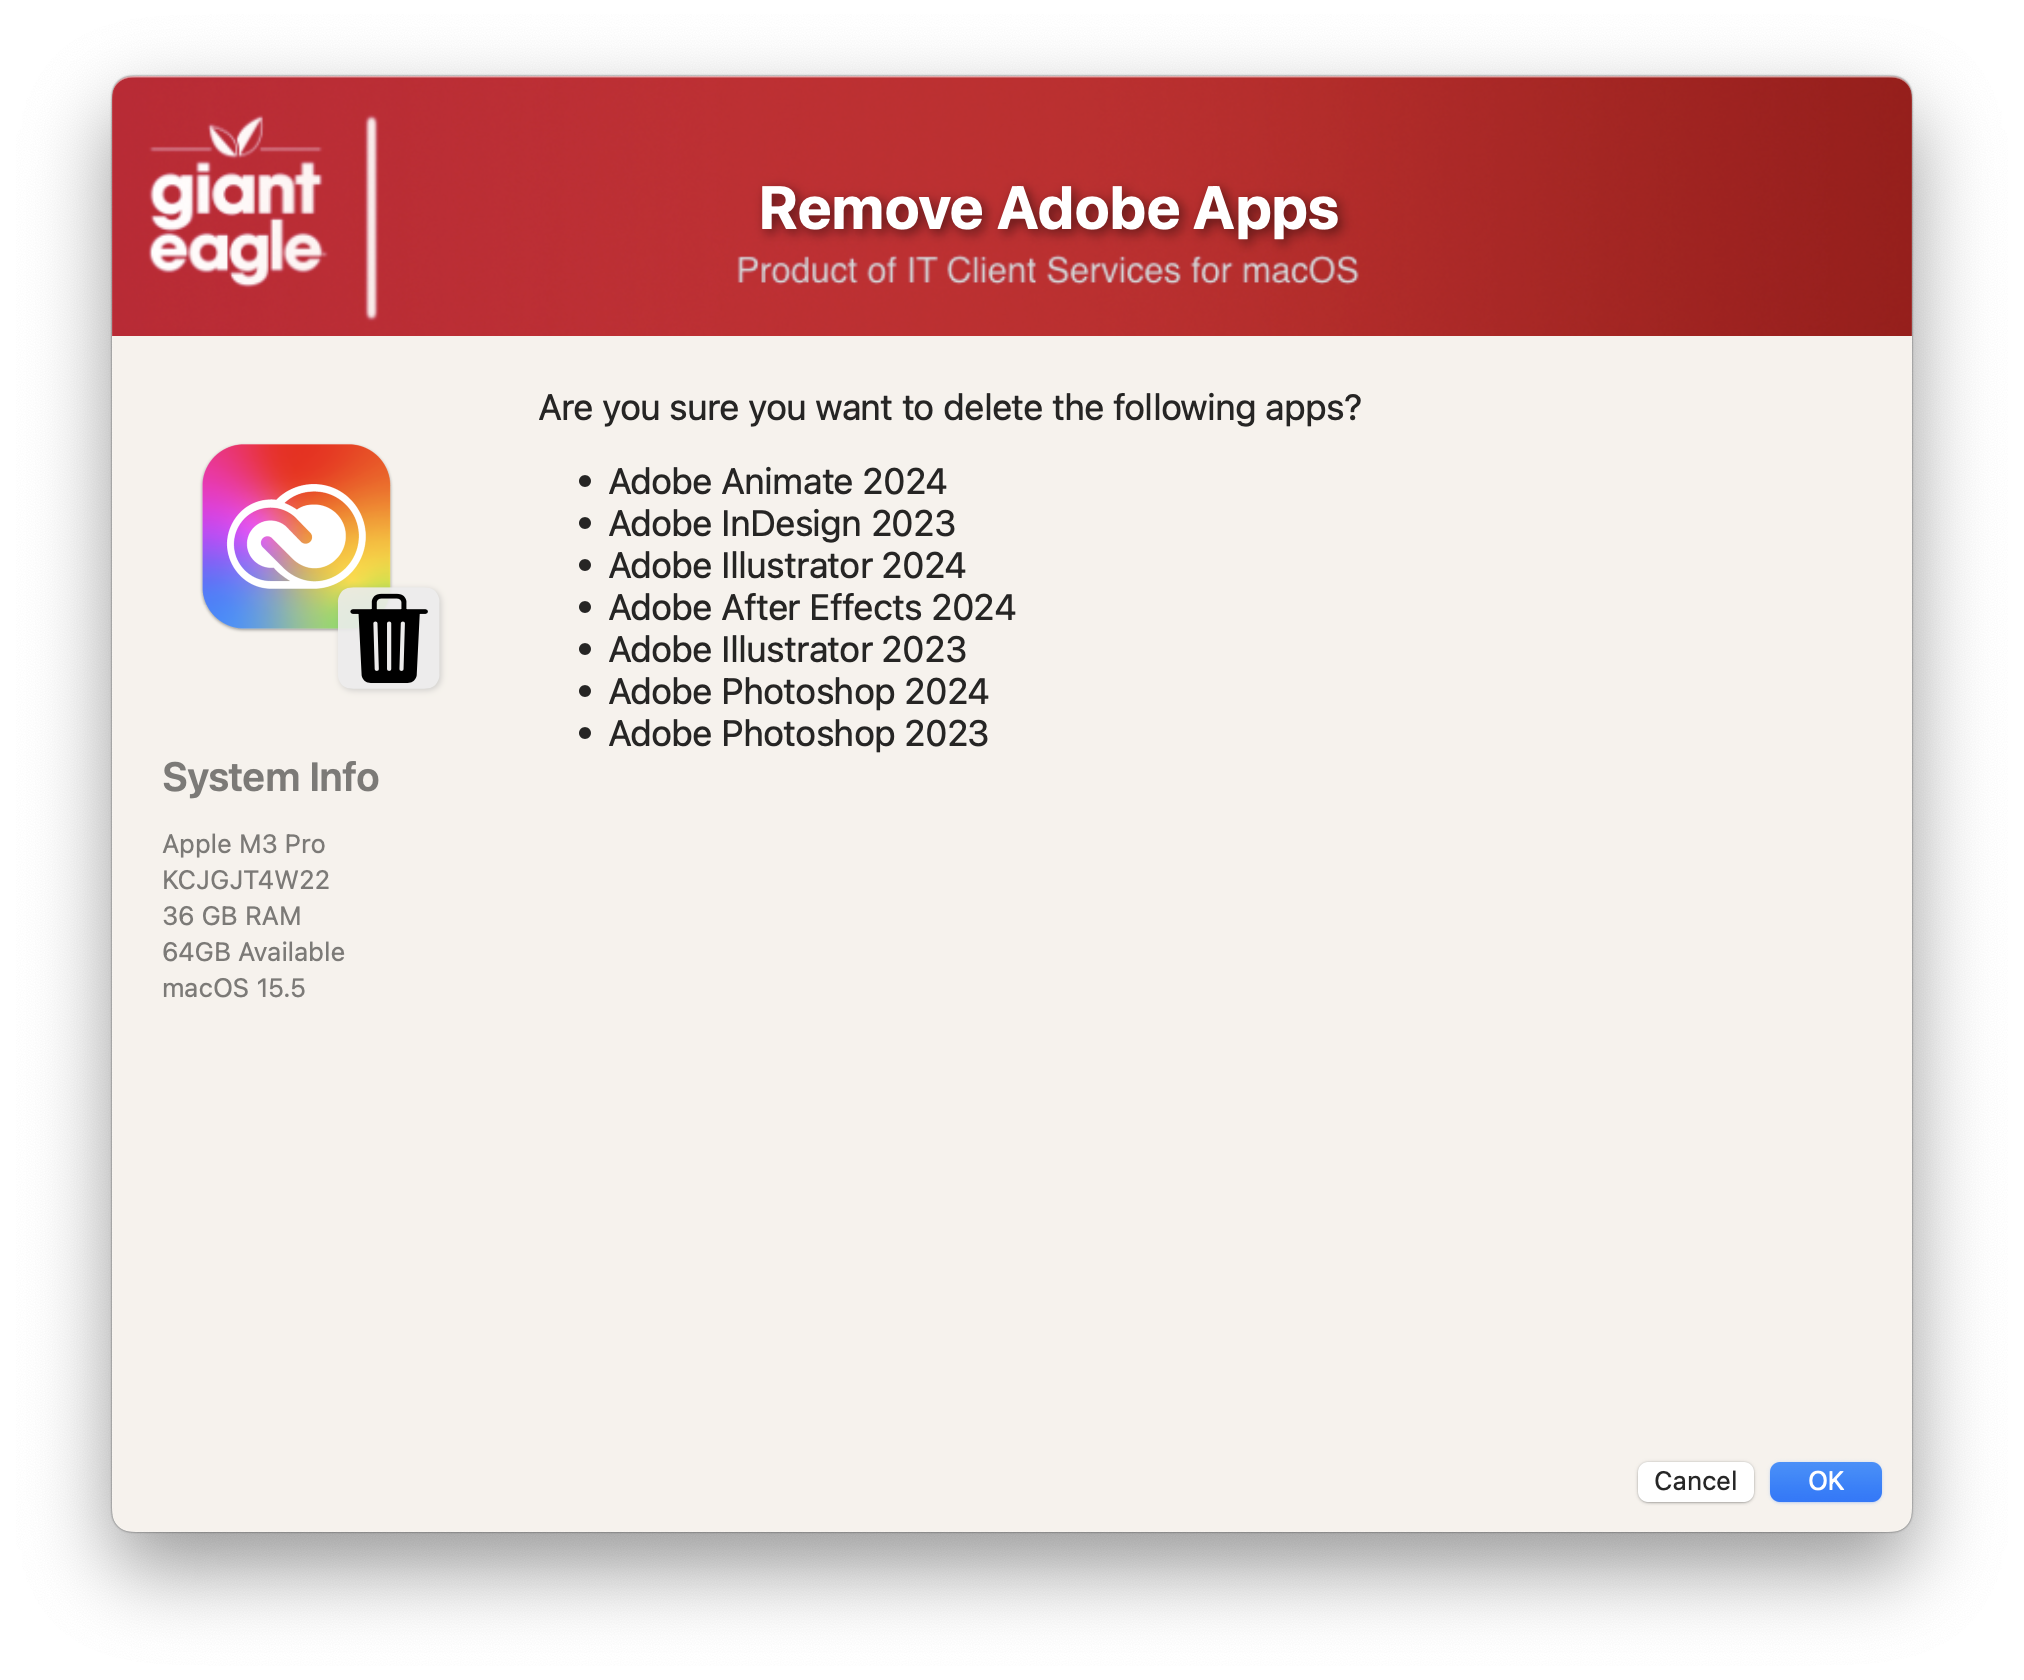 giant
eagle
Remove Adobe Apps
Product of IT Client Services for macOS
Are you sure you want to delete the following apps?
• Adobe Animate 2024
• Adobe InDesign 2023
• Adobe Illustrator 2024
• Adobe After Effects 2024
• Adobe Illustrator 2023
• Adobe Photoshop 2024
• Adobe Photoshop 2023
System Info
Apple M3 Pro
KCJGJT4W22
36 GB RAM
64GB Available
macOS 15.5
Cancel
OK